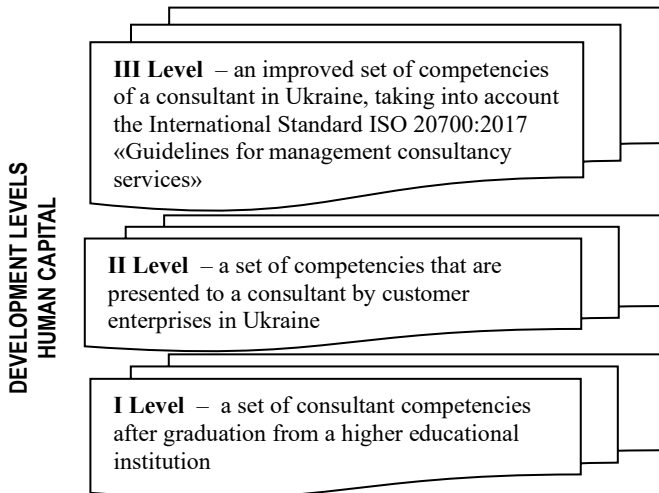 DEVELOPMENT LEVELS
HUMAN CAPITAL
III Level – an improved set of competencies
of a consultant in Ukraine, taking into account
the International Standard ISO 20700:2017
«Guidelines for management consultancy
services»
II Level – a set of competencies that are
presented to a consultant by customer
enterprises in Ukraine
I Level – a set of consultant competencies
after graduation from a higher educational
institution